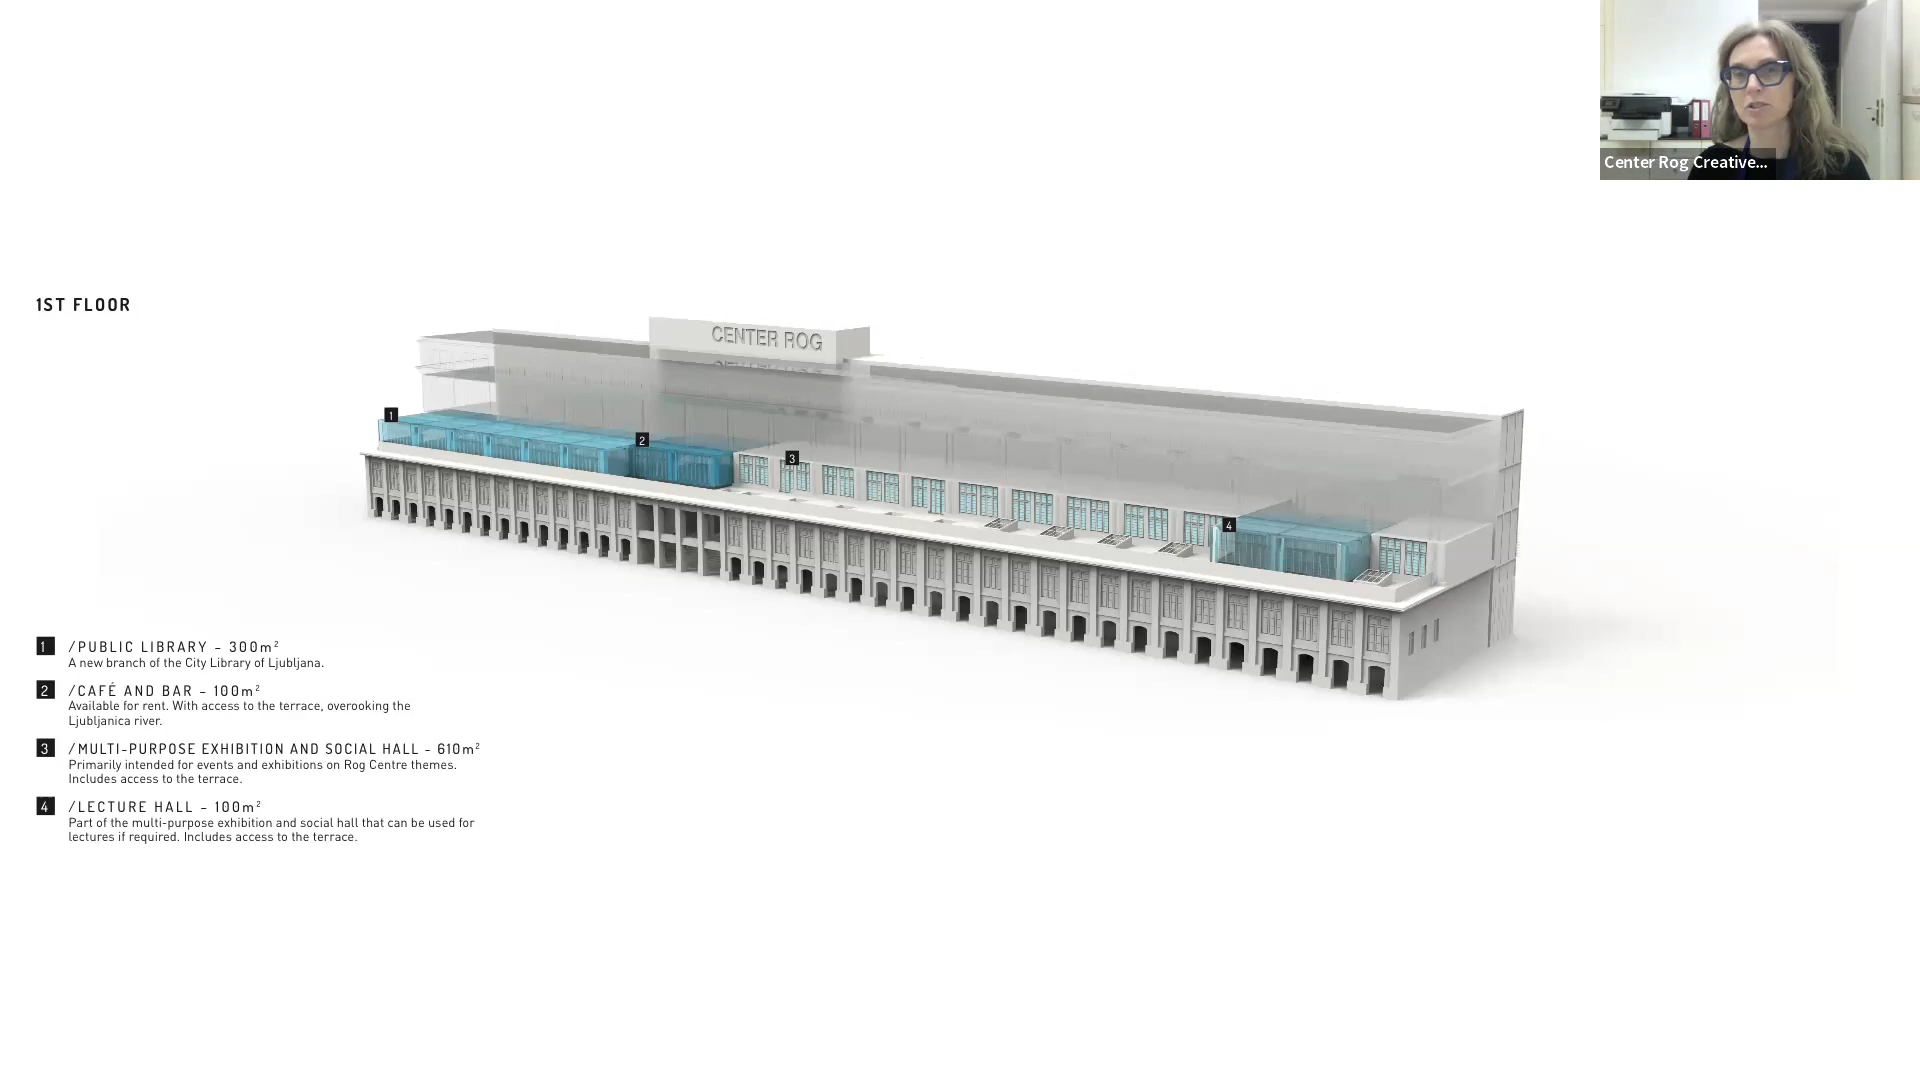 Center Rog Creative...
1ST FLOOR
CENTER ROG
1
2
3
4
1 /PUBLIC LIBRARY – 300m²
A new branch of the City Library of Ljubljana.
2 /CAFÉ AND BAR – 100m²
Available for rent. With access to the terrace, overooking the
Ljubljanica river.
3 /MULTI-PURPOSE EXHIBITION AND SOCIAL HALL - 610m²
Primarily intended for events and exhibitions on Rog Centre themes.
Includes access to the terrace.
4 /LECTURE HALL – 100m²
Part of the multi-purpose exhibition and social hall that can be used for
lectures if required. Includes access to the terrace.